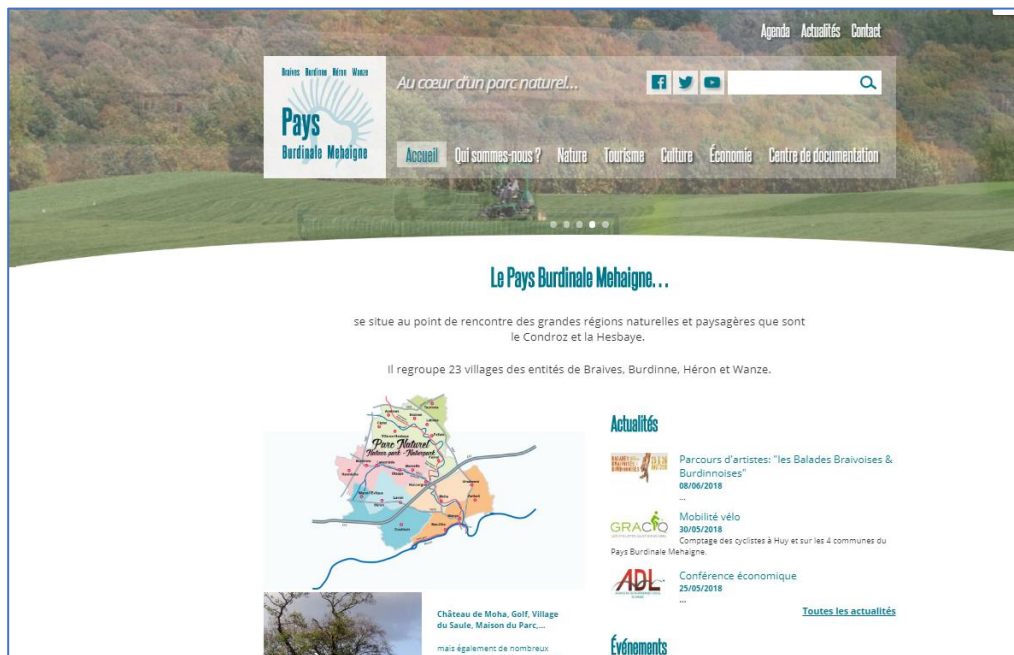 Agenda Actualités Contact
Braives Burdinne Héron Wanze
Pays
Burdinale Mehaigne
Au cœur d'un parc naturel...
Accueil Qui sommes-nous ? Nature Tourisme Culture Économie Centre de documentation
Le Pays Burdinale Mehaigne...
se situe au point de rencontre des grandes régions naturelles et paysagères que sont
le Condroz et la Hesbaye.
Il regroupe 23 villages des entités de Braives, Burdinne, Héron et Wanze.
Parc Naturel
Nature park - Naturpark
Actualités
Parcours d'artistes: "les Balades Braivoises &
Burdinnoises"
08/06/2018
...
GRACQ
Mobilité vélo
30/05/2018
Comptage des cyclistes à Huy et sur les 4 communes du
Pays Burdinale Mehaigne.
ADL
Conférence économique
25/05/2018
...
Toutes les actualités
Château de Moha, Golf, Village
du Saule, Maison du Parc,...
mais également de nombreux
Événements